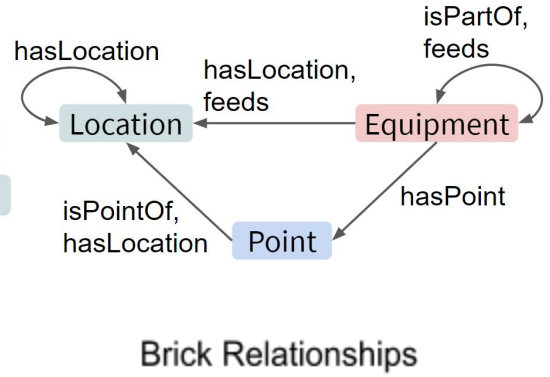 isPartOf,
feeds
hasLocation
hasLocation,
feeds
Location
Equipment
hasPoint
isPointOf,
hasLocation
Point
Brick Relationships